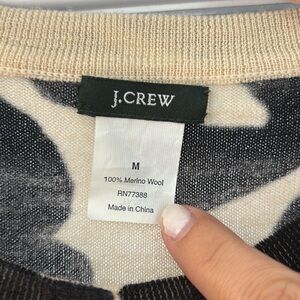 J.CREW
M
100% Merino Wool
RN77388
Made in China